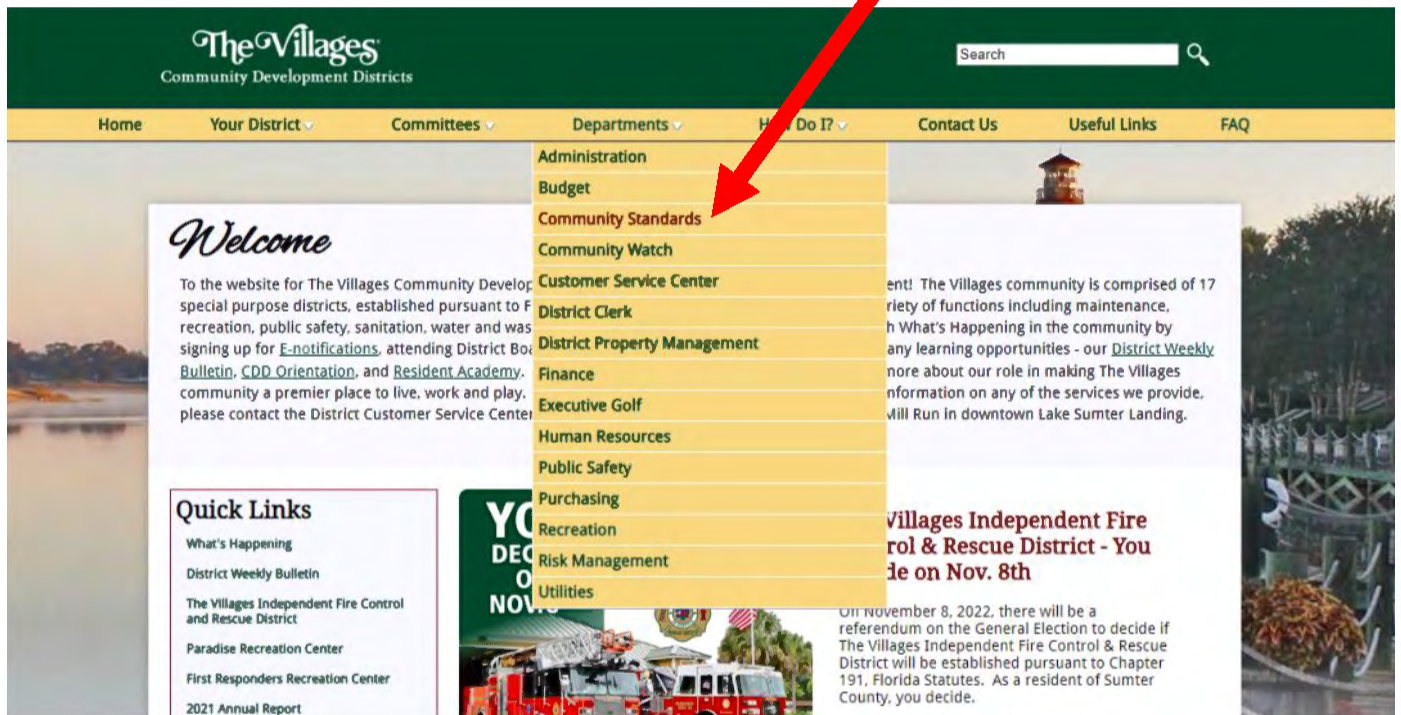 The Villages
Community Development Districts
Search
Home Your District Committees Departments Do I? Contact Us Useful Links FAQ
Administration
Budget
Community Standards
Community Watch
Customer Service Center
District Clerk
District Property Management
Finance
Executive Golf
Human Resources
Public Safety
Purchasing
Recreation
Risk Management
Utilities
Welcome
To the website for The Villages Community Develop ent! The Villages community is comprised of 17
special purpose districts, established pursuant to F riety of functions including maintenance,
recreation, public safety, sanitation, water and was h What's Happening in the community by
signing up for E-notifications, attending District Boa any learning opportunities - our District Weekly
Bulletin, CDD Orientation, and Resident Academy. more about our role in making The Villages
community a premier place to live, work and play. nformation on any of the services we provide,
please contact the District Customer Service Center Mill Run in downtown Lake Sumter Landing.
Quick Links
What's Happening
District Weekly Bulletin
The Villages Independent Fire Control
and Rescue District
Paradise Recreation Center
First Responders Recreation Center
2021 Annual Report
YO
DEC
O
NOV.8
Villages Independent Fire
rol & Rescue District - You
de on Nov. 8th
On November 8, 2022, there will be a
referendum on the General Election to decide if
The Villages Independent Fire Control & Rescue
District will be established pursuant to Chapter
191, Florida Statutes. As a resident of Sumter
County, you decide.